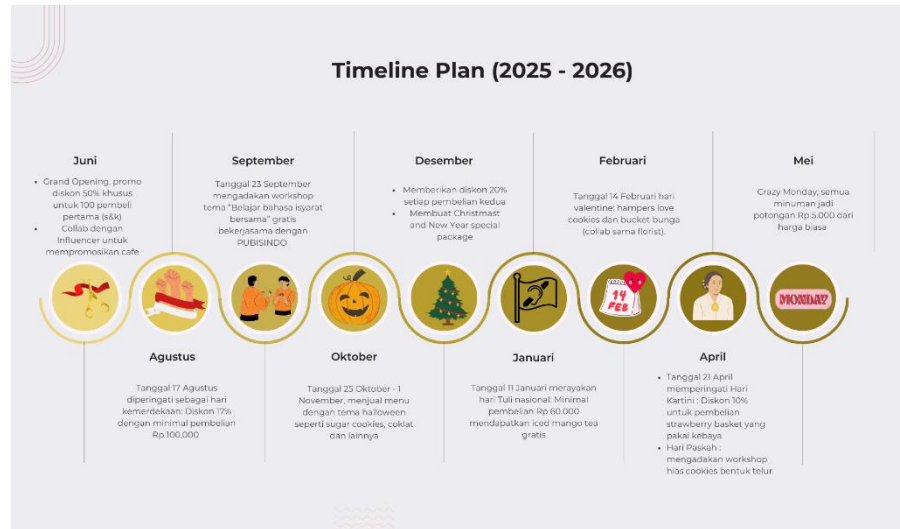 Timeline Plan (2025 - 2026)
Juni
• Grand Opening, promo
diskon 50% khusus
untuk 100 pembeli
pertama (s&k)
• Collab dengan
Influencer untuk
mempromosikan cafe
September
Tanggal 23 September
mengadakan workshop
tema "Belajar bahasa isyarat
bersama" gratis
bekerjasama dengan
PUBISINDO
Desember
• Memberikan diskon 20%
setiap pembelian kedua
• Membuat Christmast
and New Year special
package
Februari
Tanggal 14 Februari hari
valentine: hampers love
cookies dan bucket bunga
(collab sama florist).
Mei
Crazy Monday, semua
minuman jadi
potongan Rp 5.000 dari
harga biasa
14
FEB
MONDAY
Agustus
Tanggal 17 Agustus
diperingati sebagai hari
kemerdekaan: Diskon 17%
dengan minimal pembelian
Rp 100.000
Oktober
Tanggal 25 Oktober - 1
November, menjual menu
dengan tema halloween
seperti sugar cookies, coklat
dan lainnya
Januari
Tanggal 11 Januari merayakan
hari Tuli nasional: Minimal
pembelian Rp 60.000
mendapatkan iced mango tea
gratis
April
• Tanggal 21 April
memperingati Hari
Kartini : Diskon 10%
untuk pembelian
strawberry basket yang
pakai kebaya
• Hari Paskah :
mengadakan workshop
hias cookies bentuk telur